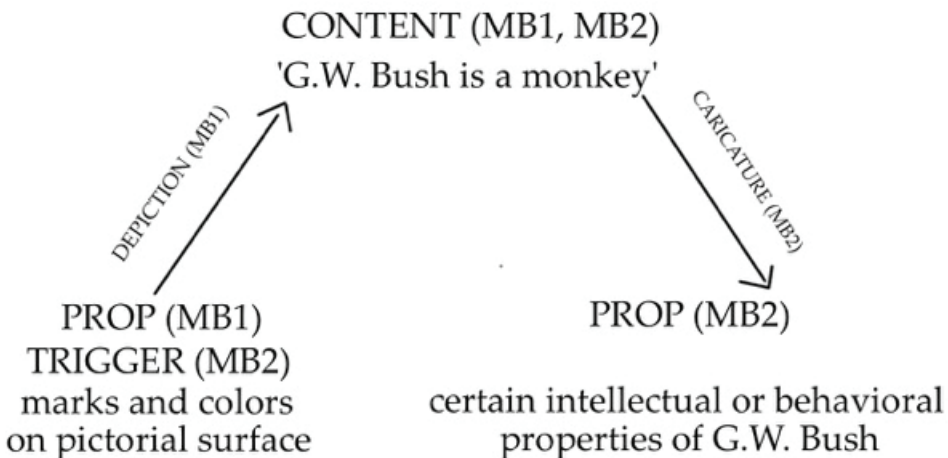 CONTENT (MB1, MB2)
'G.W. Bush is a monkey'
DEPICTION (MB1)
CARICATURE (MB2)
PROP (MB1)
TRIGGER (MB2)
marks and colors
on pictorial surface
PROP (MB2)
certain intellectual or behavioral
properties of G.W. Bush